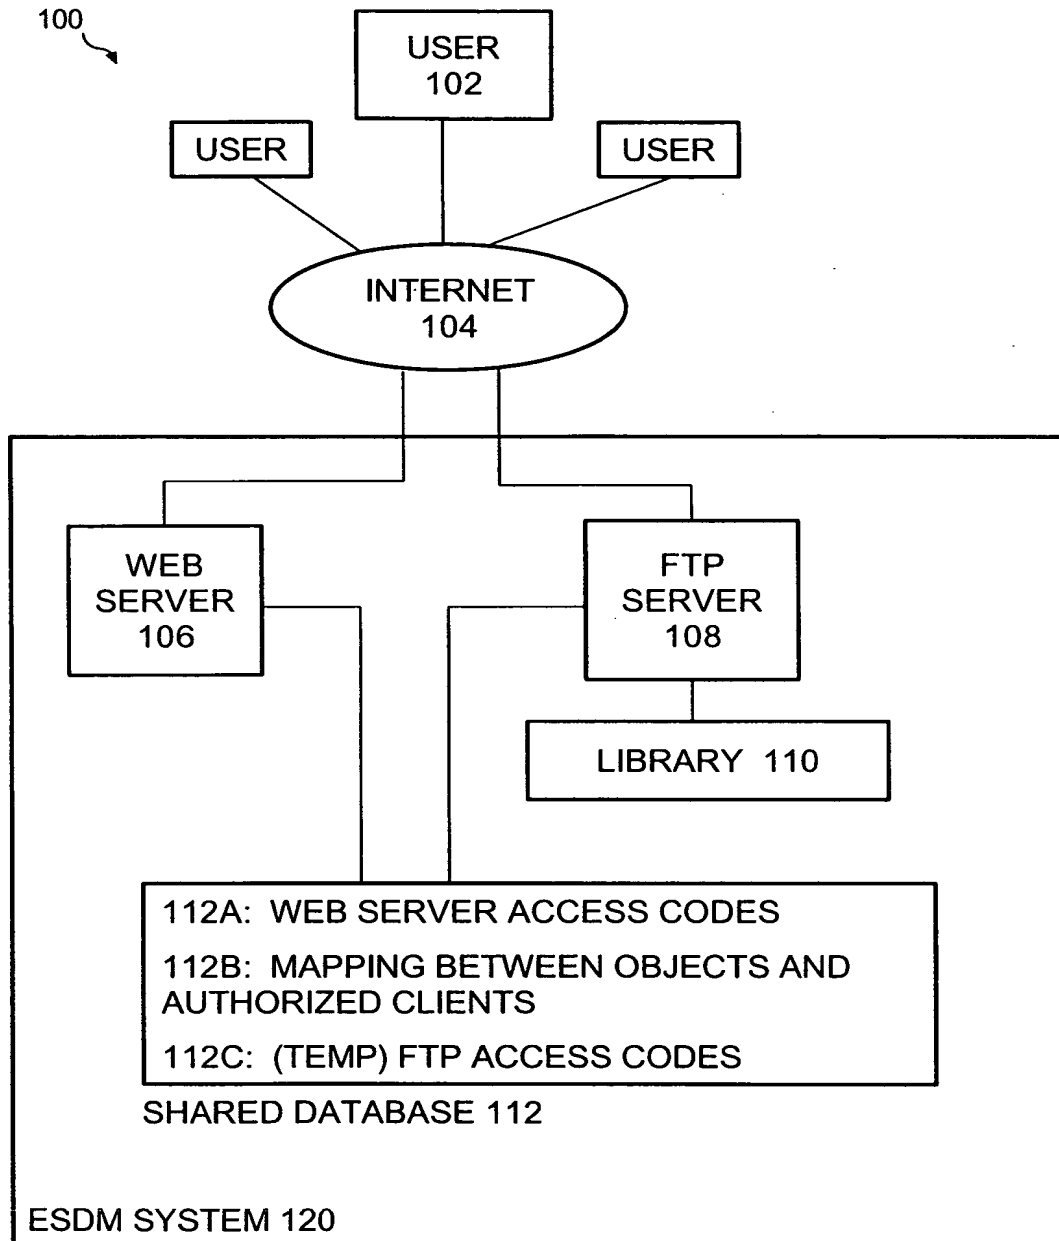 100
USER
102
USER
USER
INTERNET
104
WEB
SERVER
106
FTP
SERVER
108
LIBRARY 110
112A: WEB SERVER ACCESS CODES
112B: MAPPING BETWEEN OBJECTS AND
AUTHORIZED CLIENTS
112C: (TEMP) FTP ACCESS CODES
SHARED DATABASE 112
ESDM SYSTEM 120